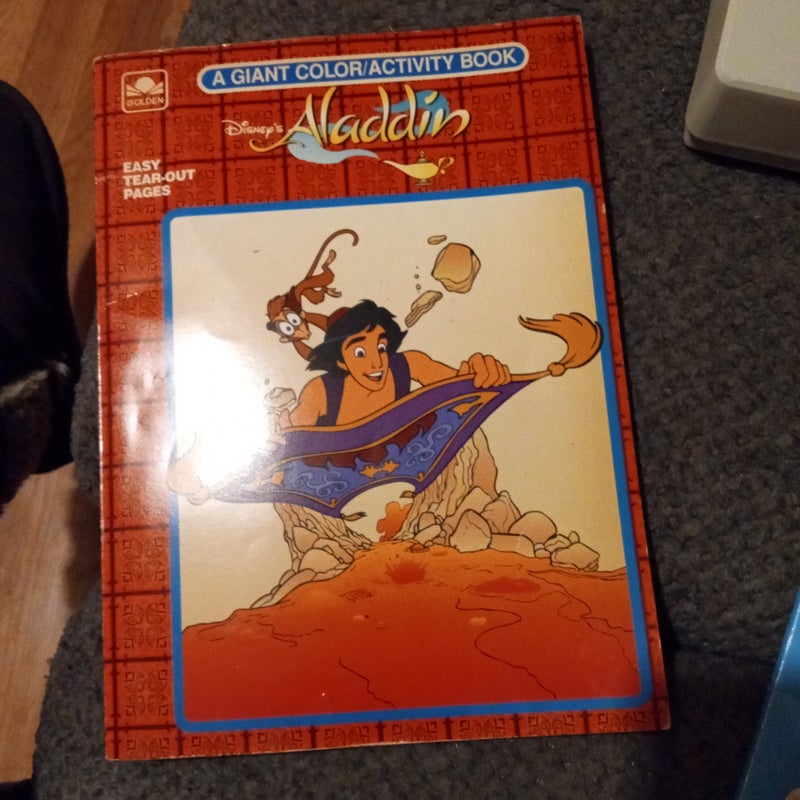 A GIANT COLOR/ACTIVITY BOOK
GOLDEN
DISNEY'S Aladdin
EASY
TEAR-OUT
PAGES